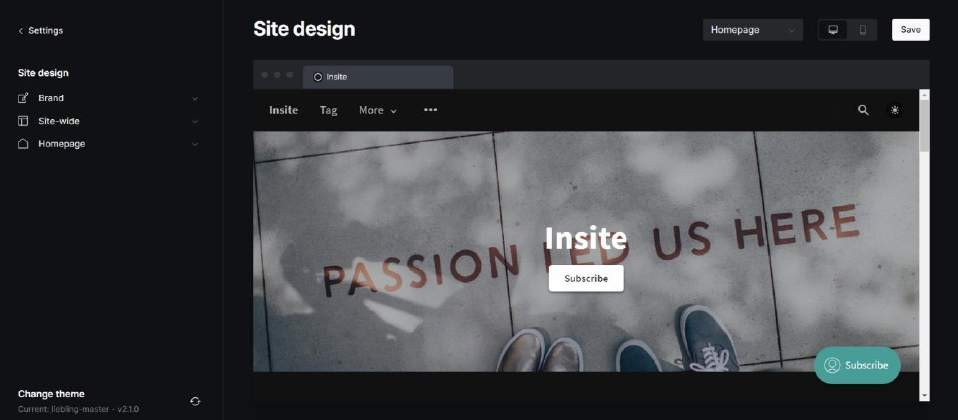 Settings
Site design
Homepage
Save
Site design
Brand
Site-wide
Homepage
Insite
Insite
Tag
More
•••
PASSION LED US HERE
Insite
Subscribe
Subscribe
Change theme
Current: liebling-master - v2.1.0